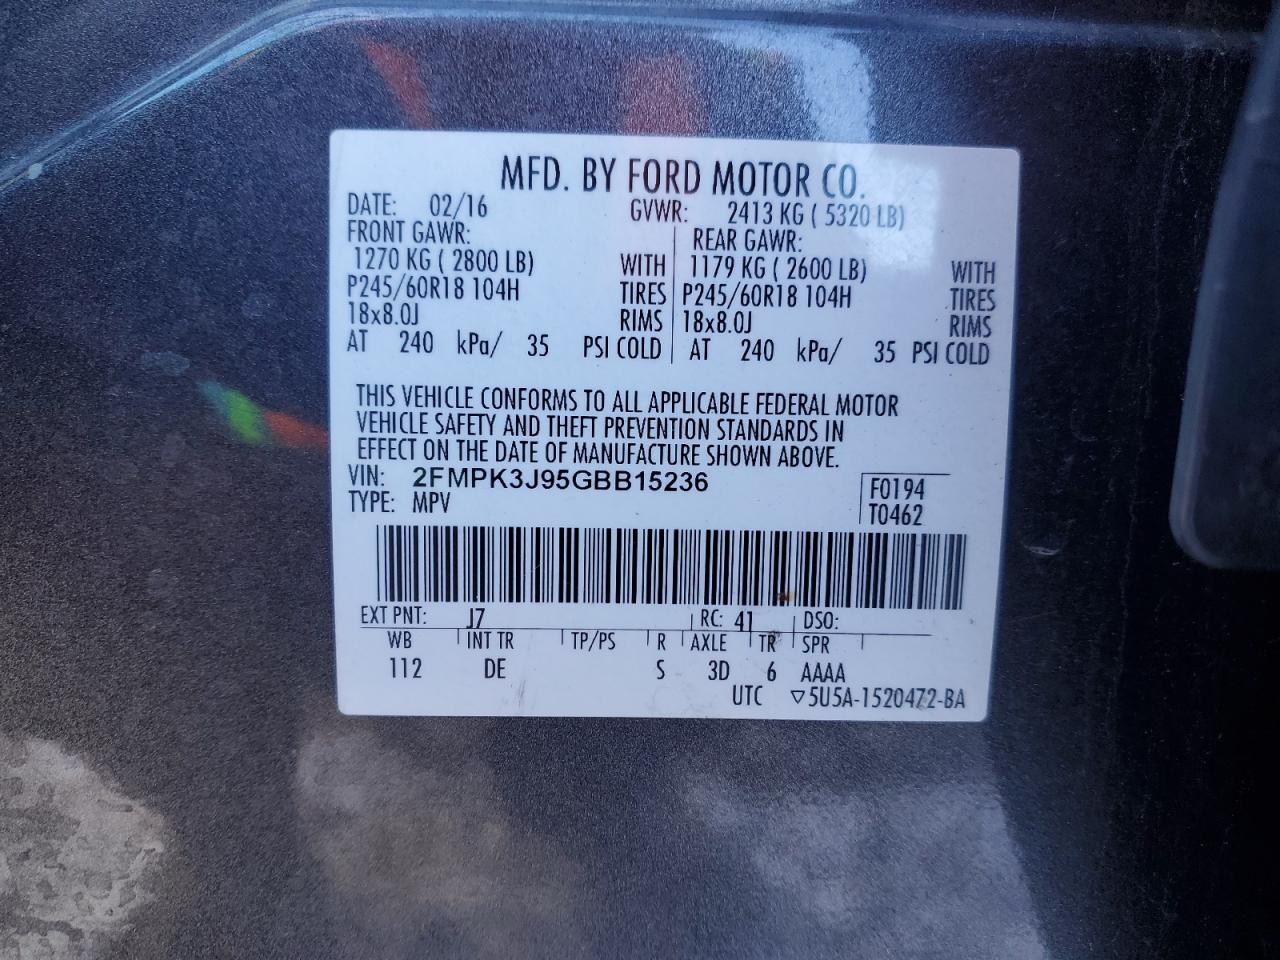 MFD. BY FORD MOTOR CO.
DATE: 02/16 GVWR: 2413 KG ( 5320 LB)
FRONT GAWR: REAR GAWR:
1270 KG ( 2800 LB) WITH 1179 KG ( 2600 LB) WITH
P245/60R18 104H TIRES P245/60R18 104H TIRES
18x8.0J RIMS 18x8.0J RIMS
AT 240 kPa/ 35 PSI COLD AT 240 kPa/ 35 PSI COLD
THIS VEHICLE CONFORMS TO ALL APPLICABLE FEDERAL MOTOR
VEHICLE SAFETY AND THEFT PREVENTION STANDARDS IN
EFFECT ON THE DATE OF MANUFACTURE SHOWN ABOVE.
VIN: 2FMPK3J95GBB15236 F0194
TYPE: MPV T0462
EXT PNT: J7 RC: 41 DSO:
WB INT TR TP/PS R AXLE TR SPR
112 DE S 3D 6 AAAA
UTC ▽5U5A-1520472-BA